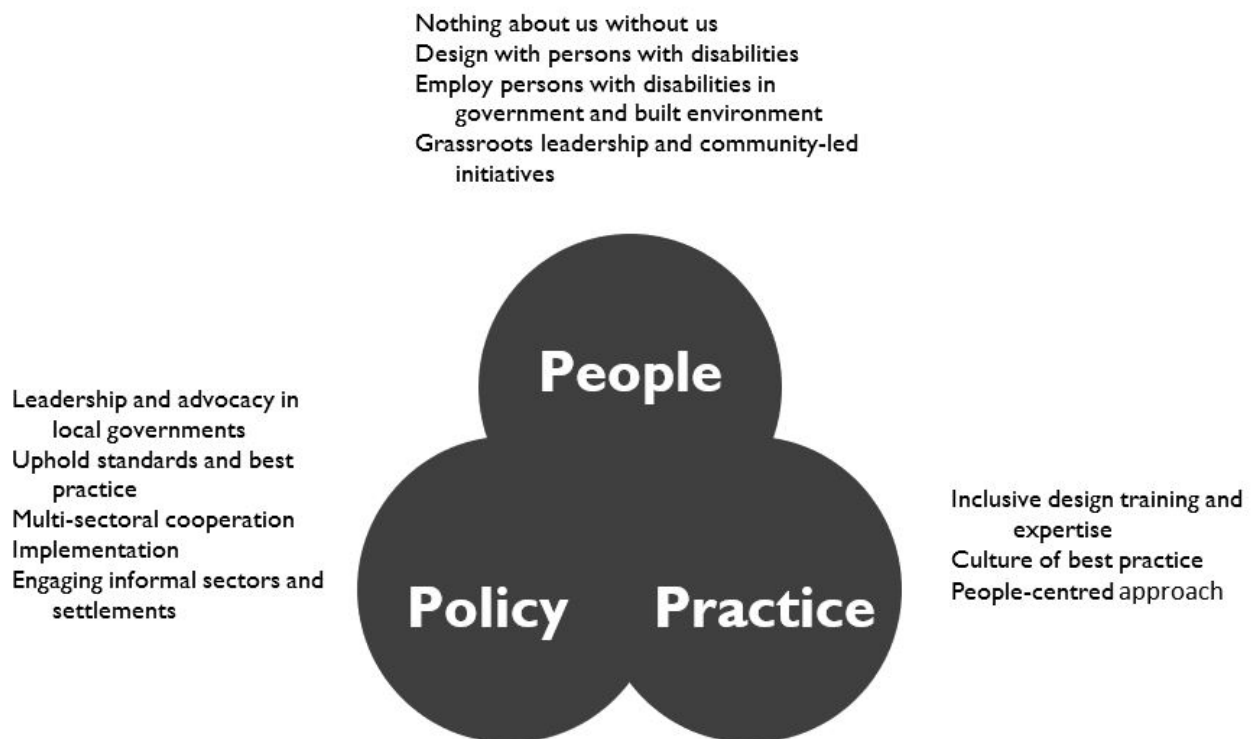 Nothing about us without us
Design with persons with disabilities
Employ persons with disabilities in
government and built environment
Grassroots leadership and community-led
initiatives
People
Leadership and advocacy in
local governments
Uphold standards and best
practice
Multi-sectoral cooperation
Implementation
Engaging informal sectors and
settlements
Policy
Practice
Inclusive design training and
expertise
Culture of best practice
People-centred approach